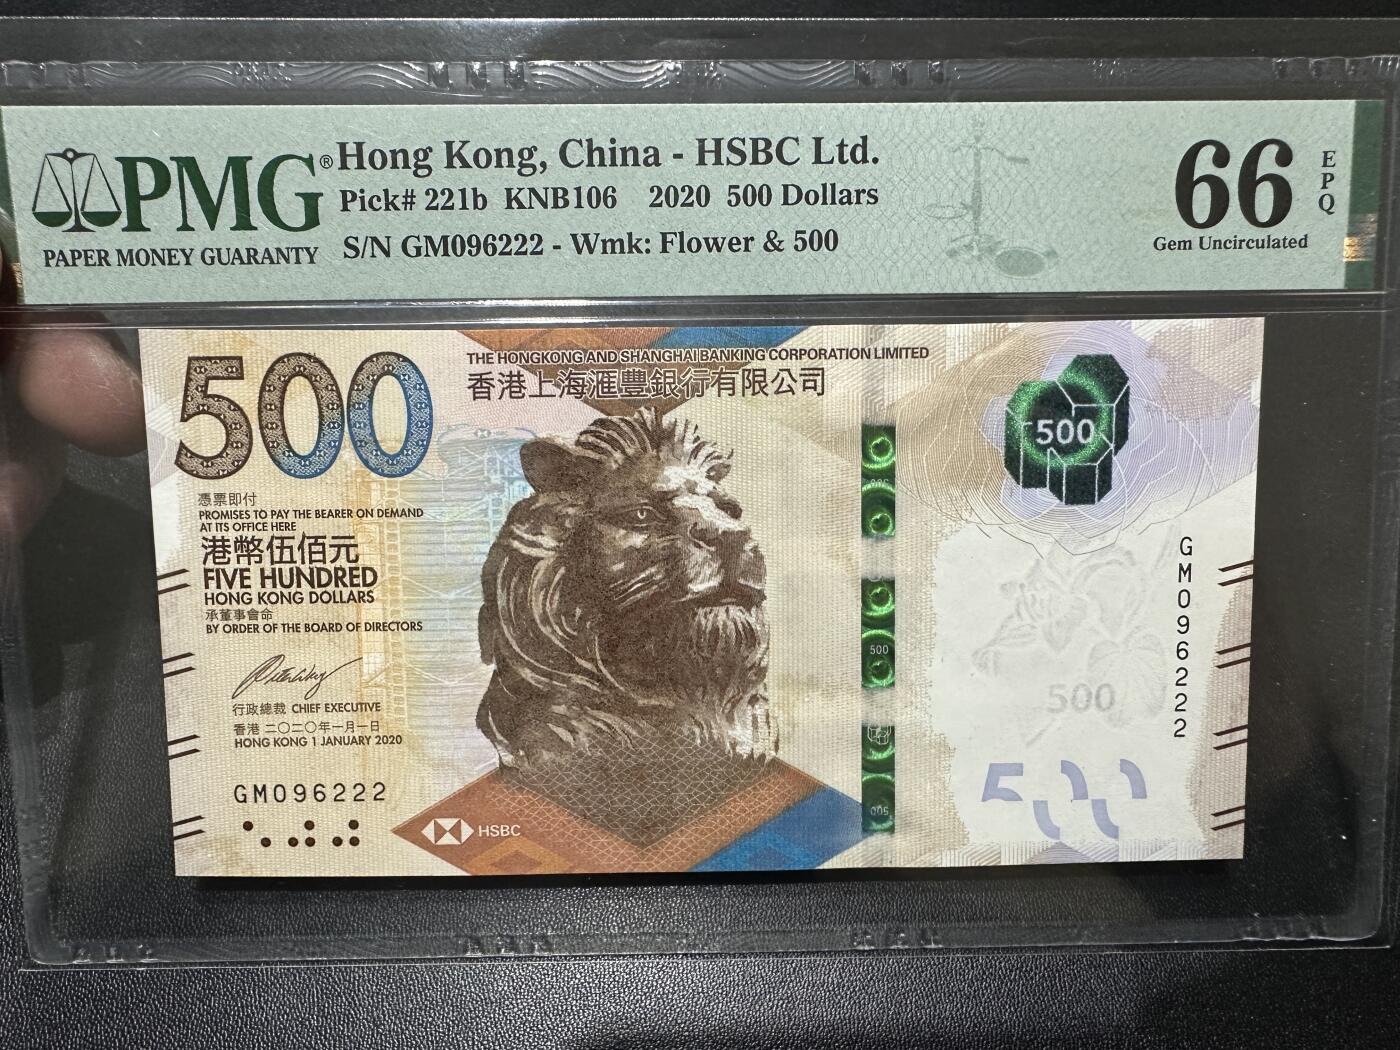 PMG®
PAPER MONEY GUARANTY
Hong Kong, China - HSBC Ltd.
Pick# 221b KNB106 2020 500 Dollars
S/N GM096222 - Wmk: Flower & 500
66
EPQ
Gem Uncirculated
500
THE HONGKONG AND SHANGHAI BANKING CORPORATION LIMITED
香港上海滙豐銀行有限公司
憑票即付
PROMISES TO PAY THE BEARER ON DEMAND
AT ITS OFFICE HERE
港幣伍佰元
FIVE HUNDRED
HONG KONG DOLLARS
承董事會命
BY ORDER OF THE BOARD OF DIRECTORS
行政總裁 CHIEF EXECUTIVE
香港 二〇二〇年一月一日
HONG KONG 1 JANUARY 2020
GM096222
HSBC
500
500
GM096222
500
500